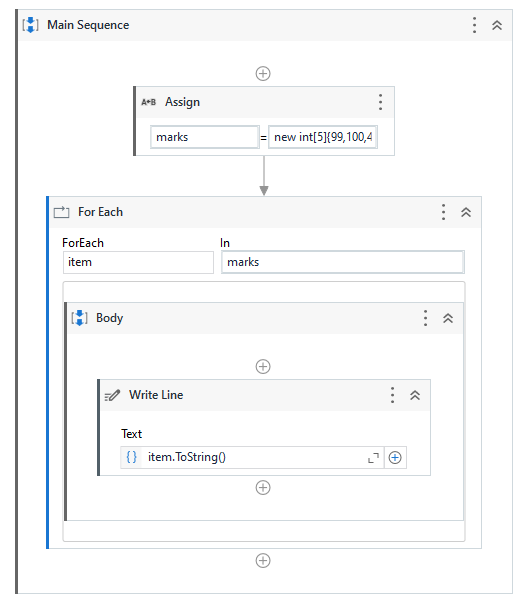 Main Sequence
A+B Assign
marks = new int[5]{99,100,4
For Each
ForEach In
item marks
Body
Write Line
Text
{} item.ToString()